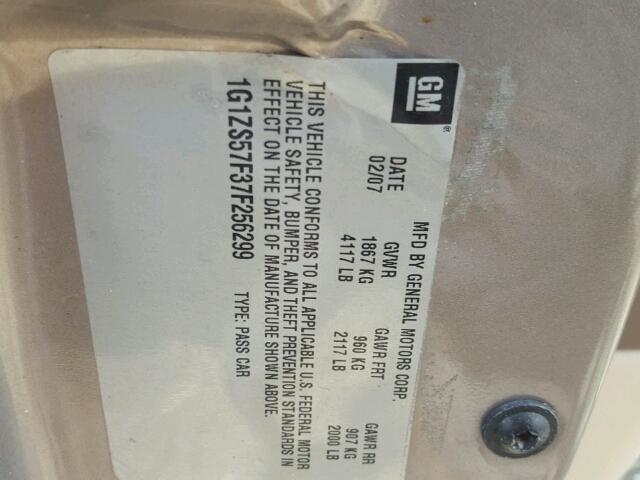 GM
®
MFD BY GENERAL MOTORS CORP.
DATE GVWR GAWR FRT GAWR RR
02/07 1867 KG 960 KG 907 KG
4117 LB 2117 LB 2000 LB
THIS VEHICLE CONFORMS TO ALL APPLICABLE U.S. FEDERAL MOTOR
VEHICLE SAFETY, BUMPER, AND THEFT PREVENTION STANDARDS IN
EFFECT ON THE DATE OF MANUFACTURE SHOWN ABOVE.
1G1ZS57F37F256299 TYPE: PASS CAR